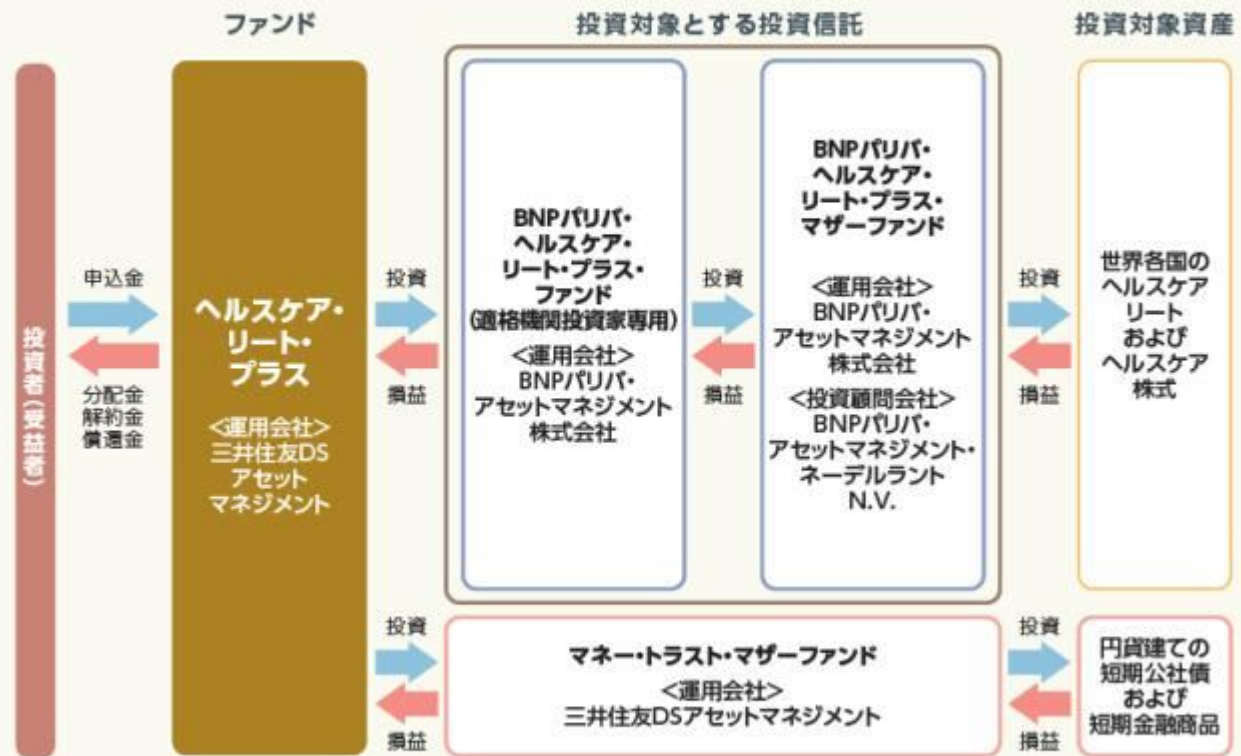 ファンド
投資対象とする投資信託
投資対象資産
投資者(受益者)
申込金
分配金
解約金
償還金
ヘルスケア・
リート・
プラス
<運用会社>
三井住友DS
アセット
マネジメント
投資
損益
BNPパリバ・
ヘルスケア・
リート・プラス・
ファンド
(適格機関投資家専用)
<運用会社>
BNPパリバ・
アセットマネジメント
株式会社
投資
損益
BNPパリバ・
ヘルスケア・
リート・プラス・
マザーファンド
<運用会社>
BNPパリバ・
アセットマネジメント
株式会社
<投資顧問会社>
BNPパリバ・
アセットマネジメント・
ネーデルラント
N.V.
投資
損益
世界各国の
ヘルスケア
リート
および
ヘルスケア
株式
投資
損益
マネー・トラスト・マザーファンド
<運用会社>
三井住友DSアセットマネジメント
投資
損益
円貨建ての
短期公社債
および
短期金融商品